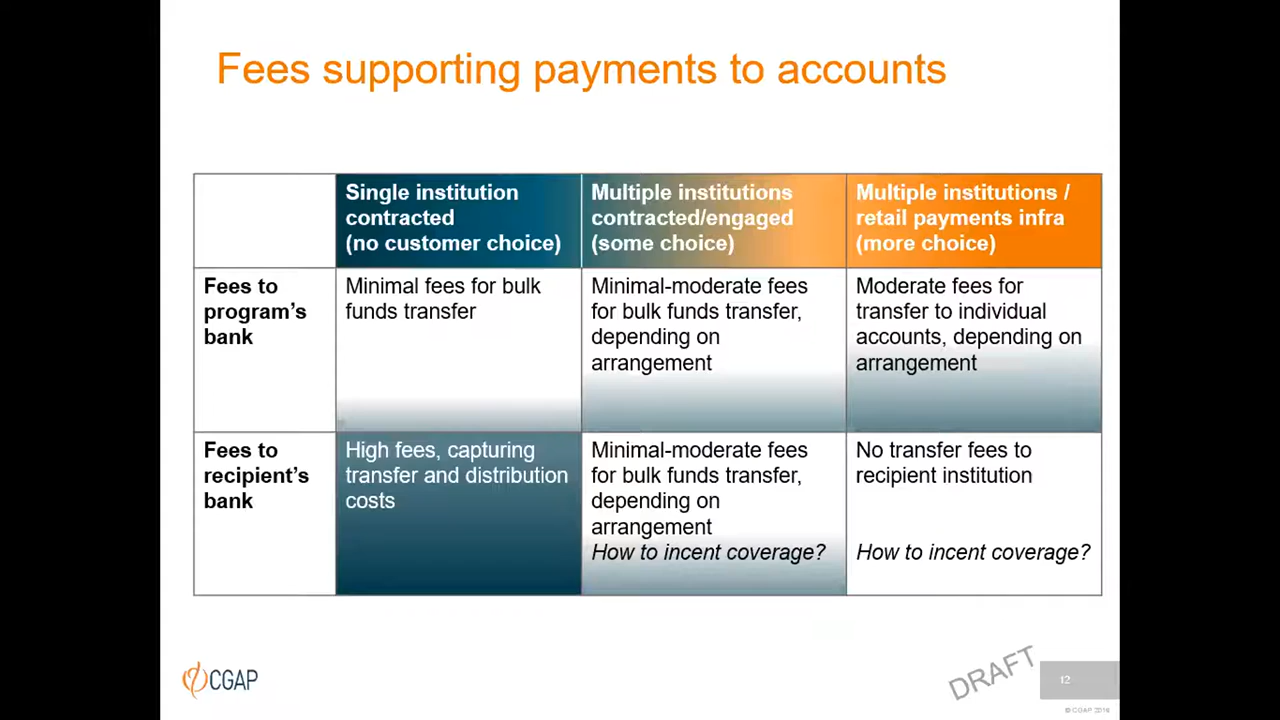 Fees supporting payments to accounts
Single institution
contracted
(no customer choice)
Multiple institutions
contracted/engaged
(some choice)
Multiple institutions /
retail payments infra
(more choice)
Fees to
program’s
bank
Minimal fees for bulk
funds transfer
Minimal-moderate fees
for bulk funds transfer,
depending on
arrangement
Moderate fees for
transfer to individual
accounts, depending on
arrangement
Fees to
recipient’s
bank
High fees, capturing
transfer and distribution
costs
Minimal-moderate fees
for bulk funds transfer,
depending on
arrangement
How to incent coverage?
No transfer fees to
recipient institution
How to incent coverage?
CGAP
DRAFT
12
© CGAP